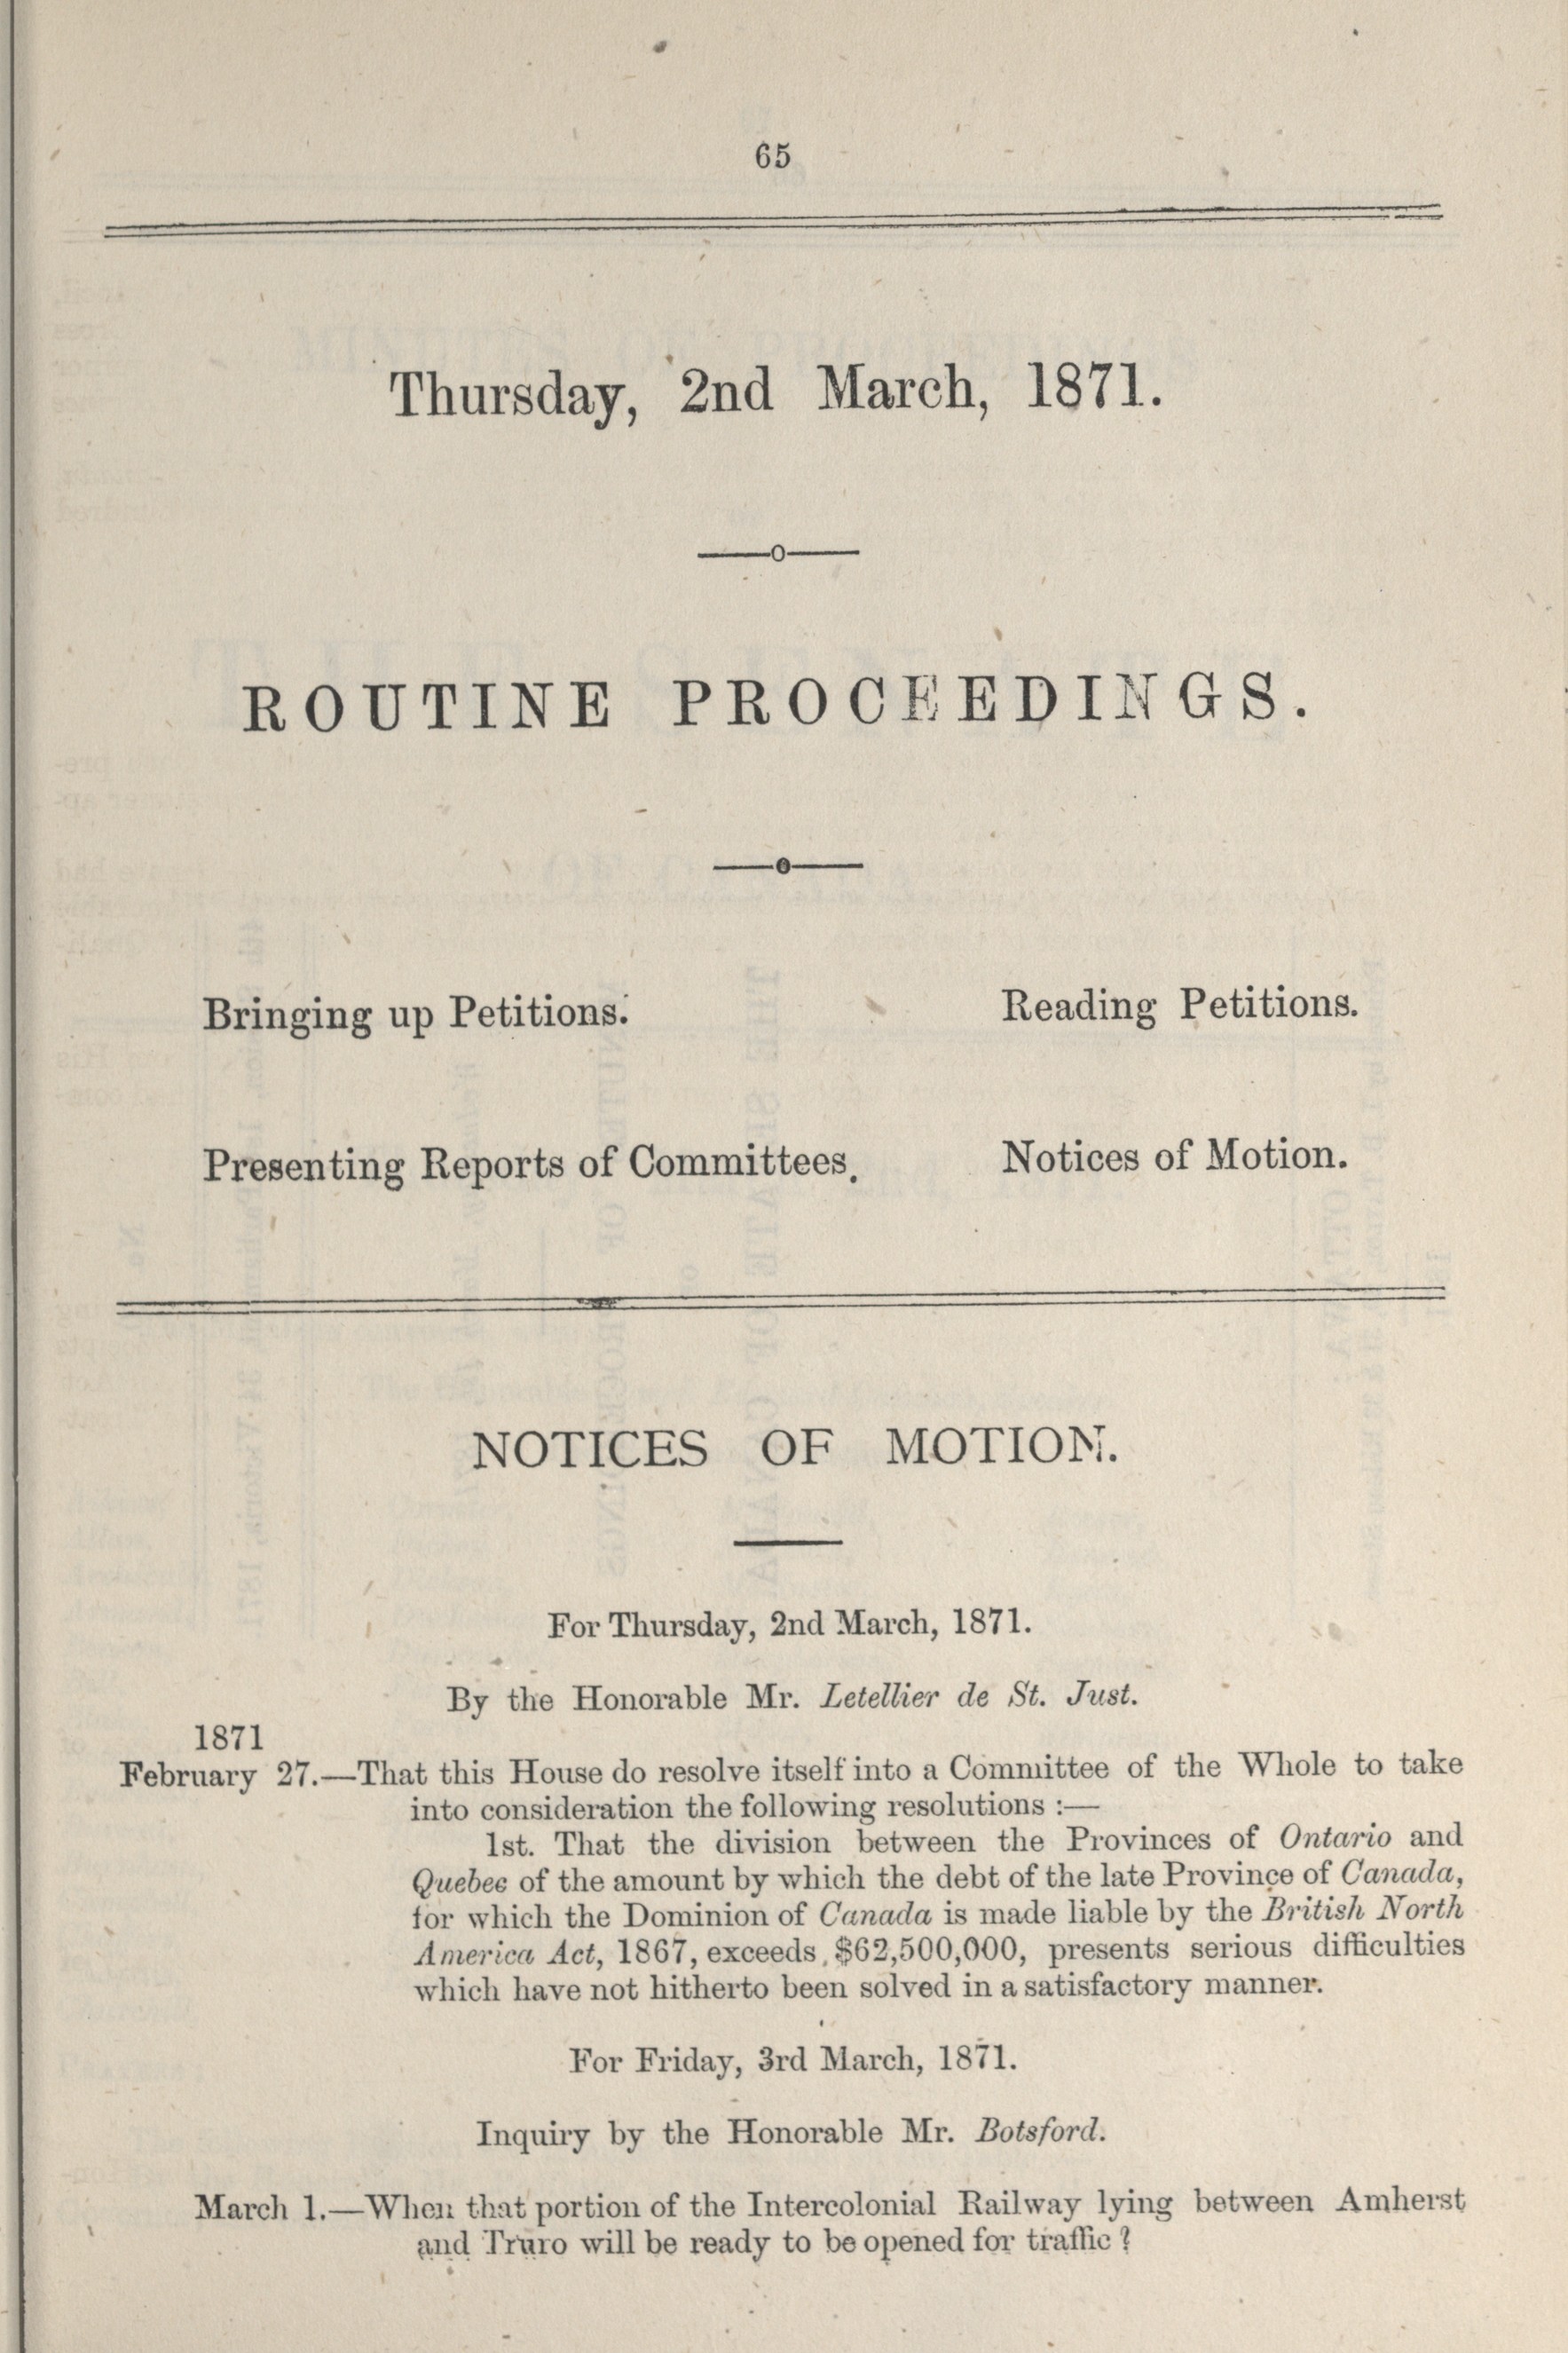 65
Thursday, 2nd March, 1871.
ROUTINE PROCEEDINGS.
Bringing up Petitions.
Reading Petitions.
Presenting Reports of Committees.
Notices of Motion.
NOTICES OF MOTION.
For Thursday, 2nd March, 1871.
By the Honorable Mr. Letellier de St. Just.
1871
February 27.—That this House do resolve itself into a Committee of the Whole to take
into consideration the following resolutions :—
1st. That the division between the Provinces of Ontario and
Quebec of the amount by which the debt of the late Province of Canada,
for which the Dominion of Canada is made liable by the British North
America Act, 1867, exceeds $62,500,000, presents serious difficulties
which have not hitherto been solved in a satisfactory manner.
For Friday, 3rd March, 1871.
Inquiry by the Honorable Mr. Botsford.
March 1.—When that portion of the Intercolonial Railway lying between Amherst
and Truro will be ready to be opened for traffic ?